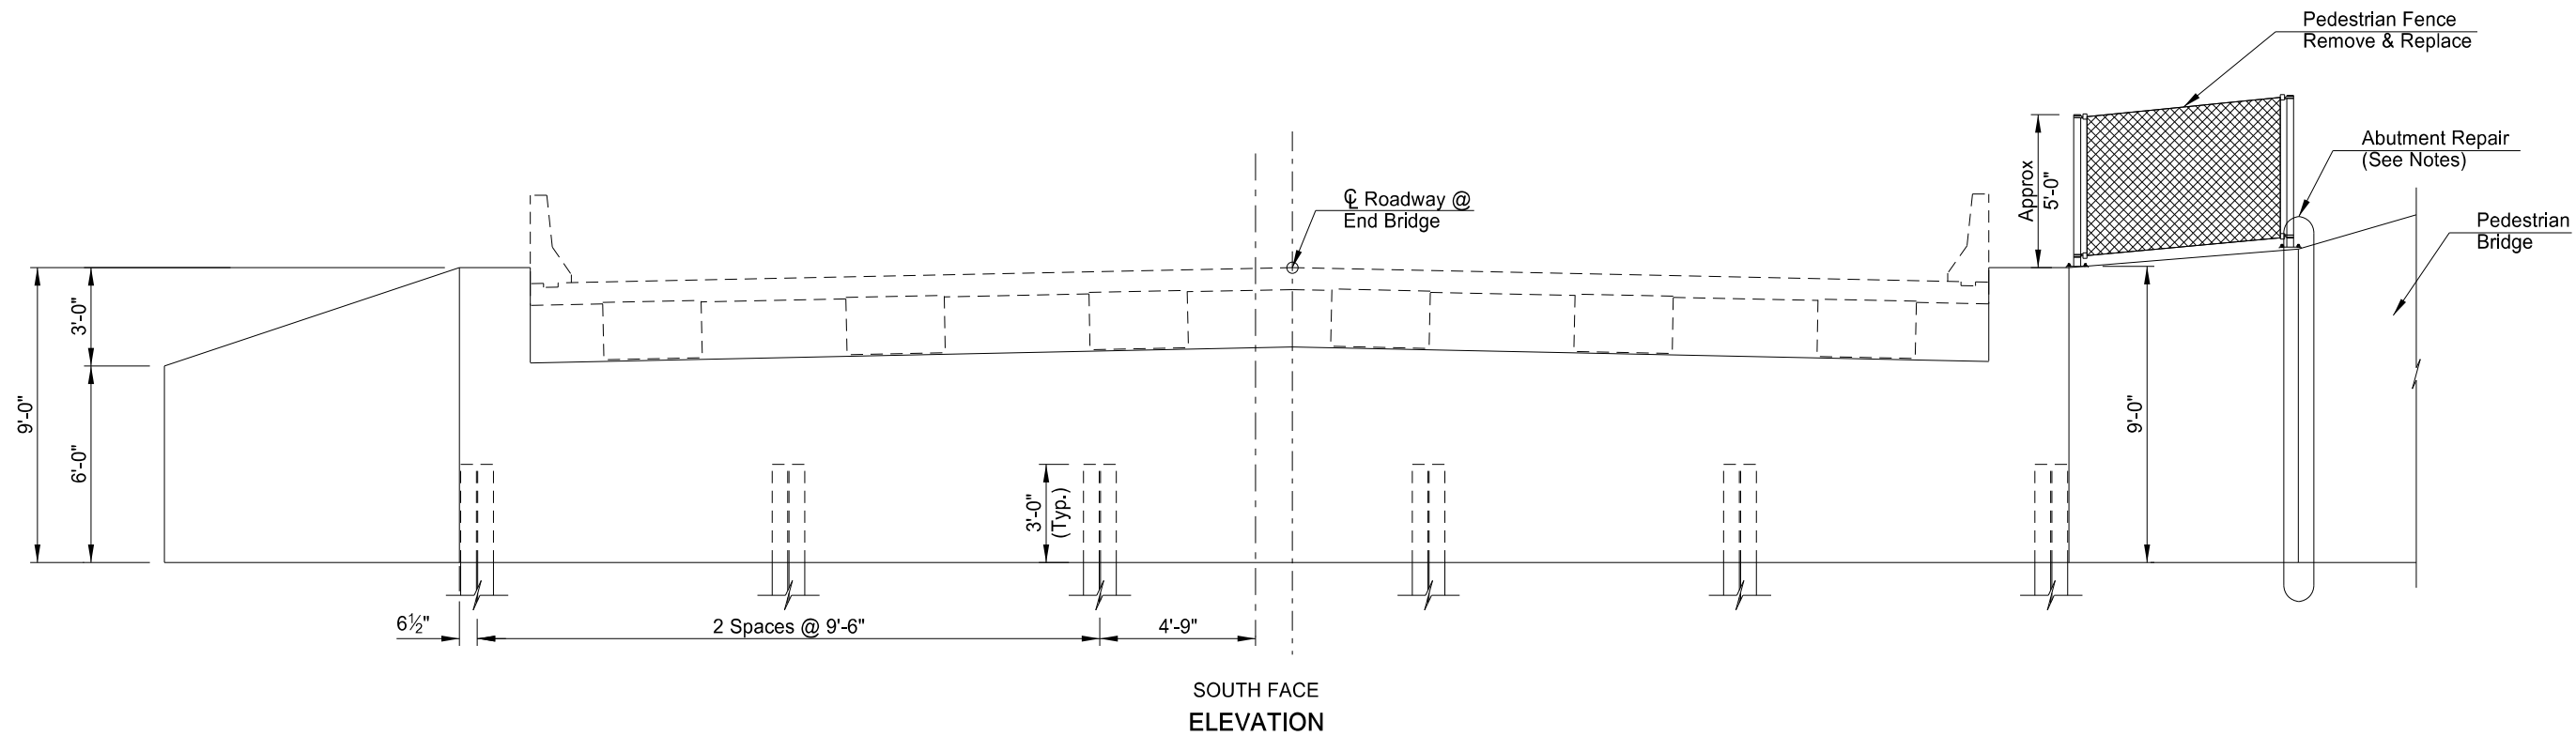 Pedestrian Fence
Remove & Replace
Abutment Repair
(See Notes)
Approx
5'-0"
℄ Roadway @
End Bridge
Pedestrian
Bridge
3'-0"
9'-0"
6'-0"
9'-0"
3'-0"
(Typ.)
6½"
2 Spaces @ 9'-6"
4'-9"
SOUTH FACE
ELEVATION